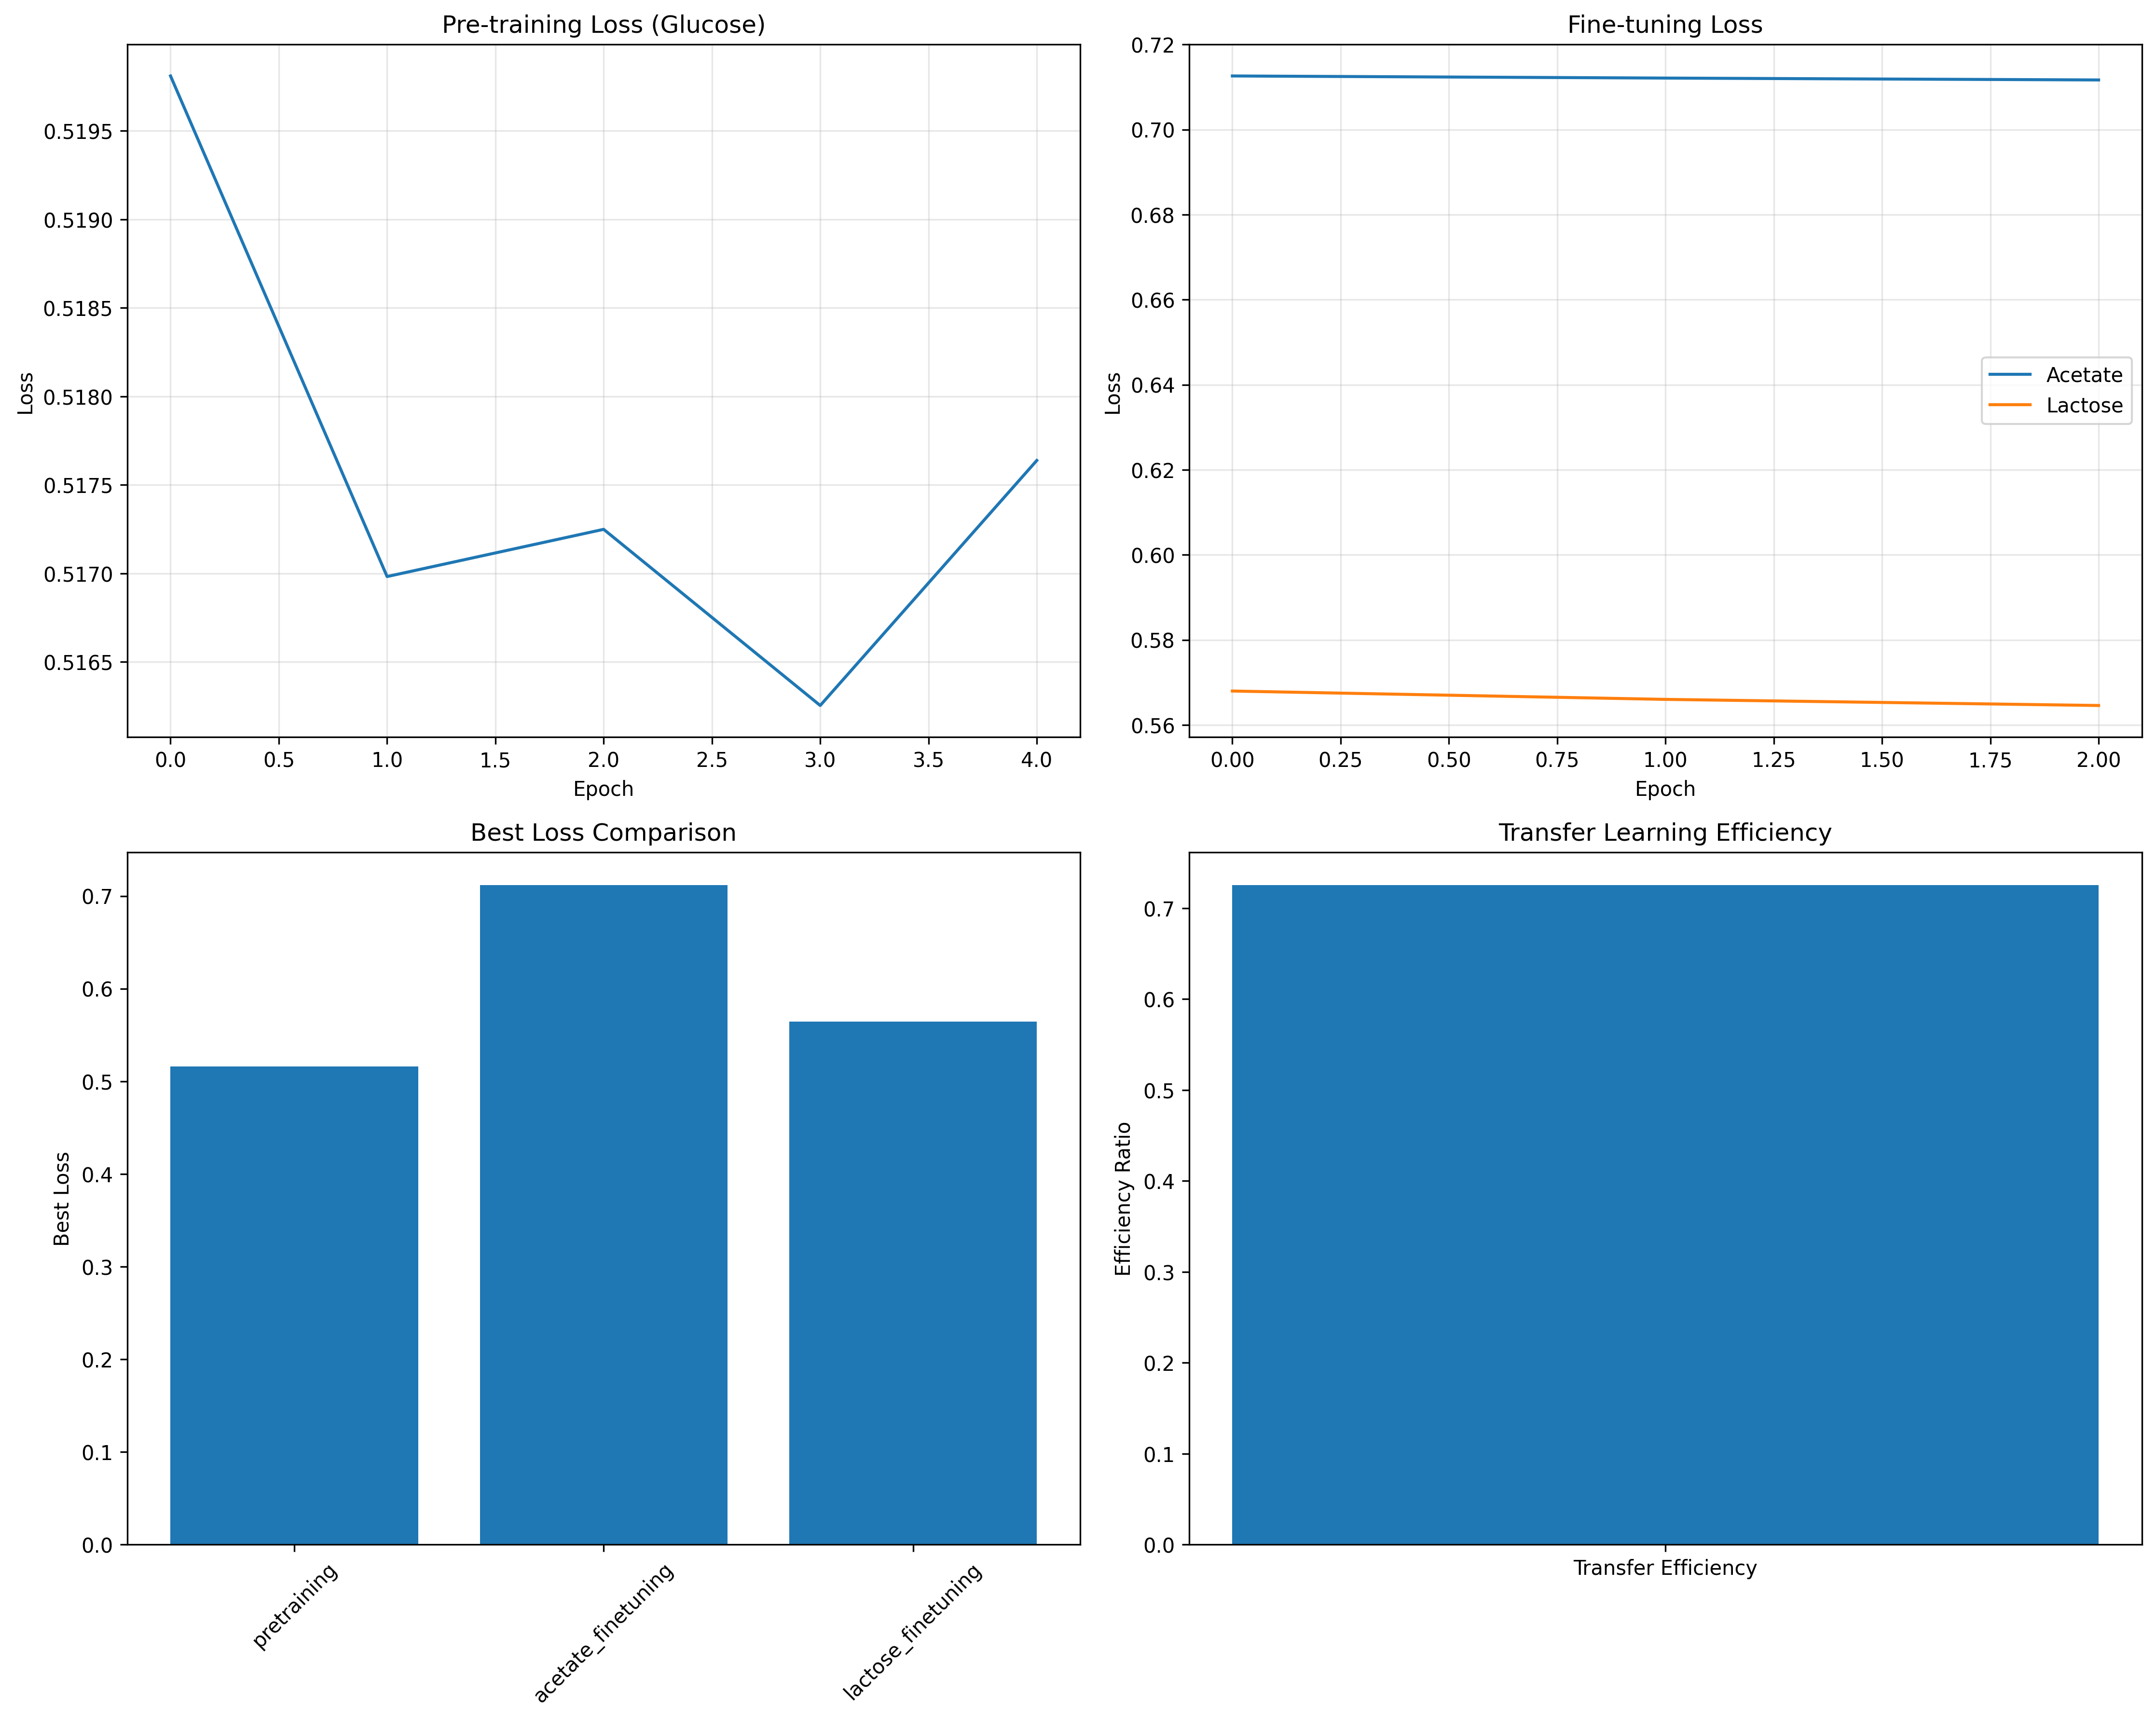 Pre-training Loss (Glucose)
Loss
0.5195
0.5190
0.5185
0.5180
0.5175
0.5170
0.5165
0.0 0.5 1.0 1.5 2.0 2.5 3.0 3.5 4.0
Epoch
Fine-tuning Loss
Loss
0.72
0.70
0.68
0.66
0.64
0.62
0.60
0.58
0.56
Acetate
Lactose
0.00 0.25 0.50 0.75 1.00 1.25 1.50 1.75 2.00
Epoch
Best Loss Comparison
Best Loss
0.7
0.6
0.5
0.4
0.3
0.2
0.1
0.0
pretraining
acetate_finetuning
lactose_finetuning
Transfer Learning Efficiency
Efficiency Ratio
0.7
0.6
0.5
0.4
0.3
0.2
0.1
0.0
Transfer Efficiency